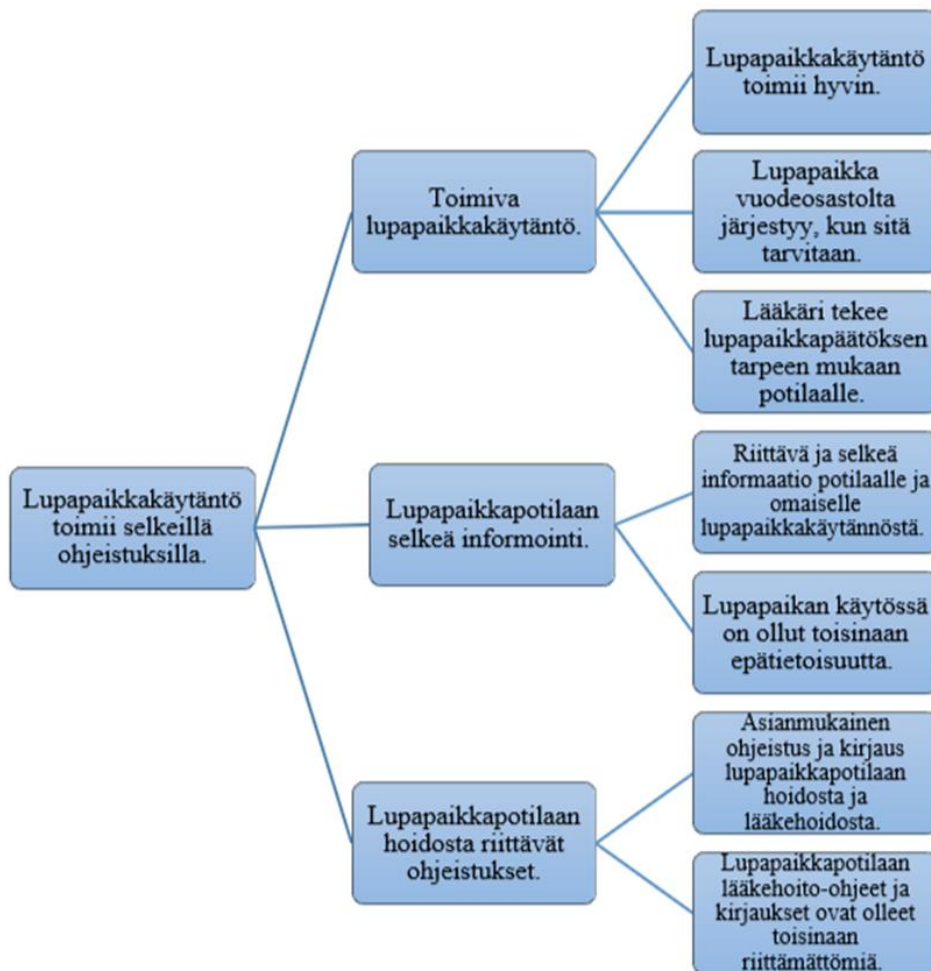 Lupapaikkakäytäntö
toimii selkeillä
ohjeistuksilla.
Toimiva
lupapaikkakäytäntö.
Lupapaikkakäytäntö
toimii hyvin.
Lupapaikka
vuodeosastolta
järjestyy, kun sitä
tarvitaan.
Lääkäri tekee
lupapaikkapäätöksen
tarpeen mukaan
potilaalle.
Lupapaikkapotilaan
selkeä informointi.
Riittävä ja selkeä
informaatio potilaalle ja
omaiselle
lupapaikkakäytännöstä.
Lupapaikan käytössä
on ollut toisinaan
epätietoisuutta.
Lupapaikkapotilaan
hoidosta riittävät
ohjeistukset.
Asianmukainen
ohjeistus ja kirjaus
lupapaikkapotilaan
hoidosta ja
lääkehoidosta.
Lupapaikkapotilaan
lääkehoito-ohjeet ja
kirjaukset ovat olleet
toisinaan
riittämättömiä.